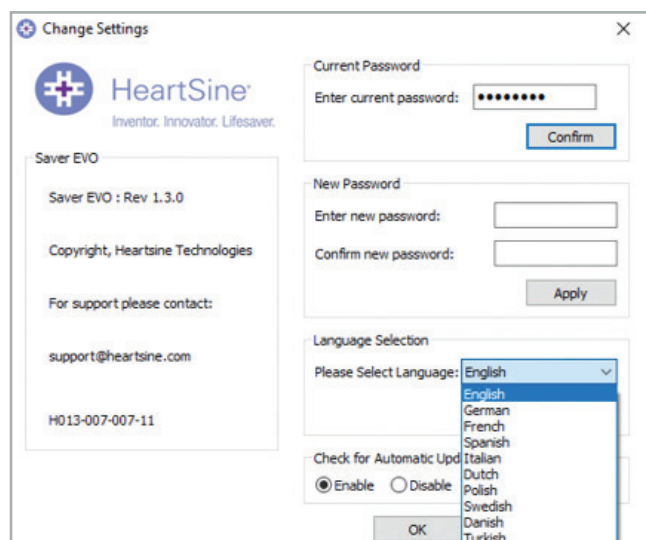 Change Settings
HeartSine
Inventor. Innovator. Lifesaver.
Saver EVO
Saver EVO : Rev 1.3.0
Copyright, Heartsine Technologies
For support please contact:
support@heartsine.com
H013-007-007-11
Current Password
Enter current password: ••••••••
Confirm
New Password
Enter new password:
Confirm new password:
Apply
Language Selection
Please Select Language: English
English
German
French
Spanish
Italian
Dutch
Polish
Swedish
Danish
Turkish
Check for Automatic Upd
Enable Disable
OK